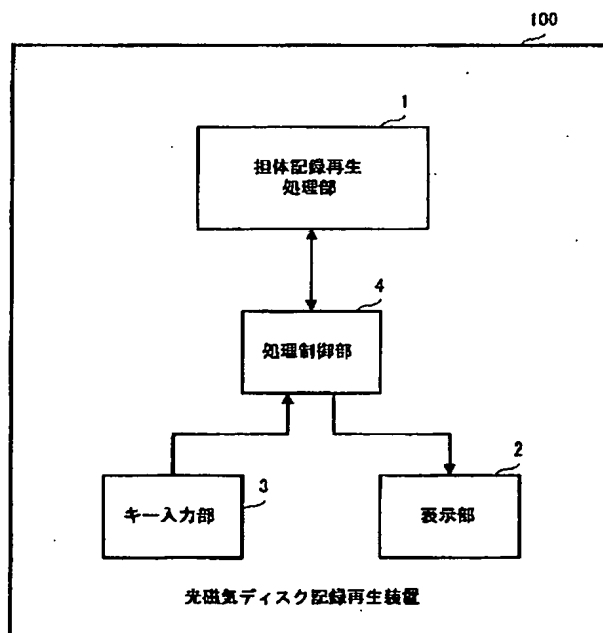 100
1
担体記録再生
処理部
4
処理制御部
3
キー入力部
2
表示部
光磁気ディスク記録再生装置